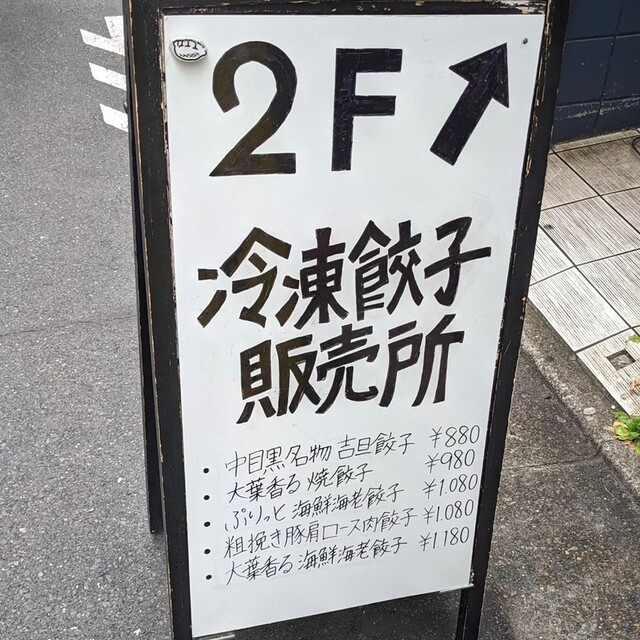 2F↗
冷凍餃子
販売所
・中目黒名物 吉旦餃子 ¥880
・大葉香る 焼餃子 ¥980
・ぷりっと 海鮮海老餃子 ¥1.080
・粗挽き豚肩ロース肉餃子 ¥1.080
・大葉香る 海鮮海老餃子 ¥1.180